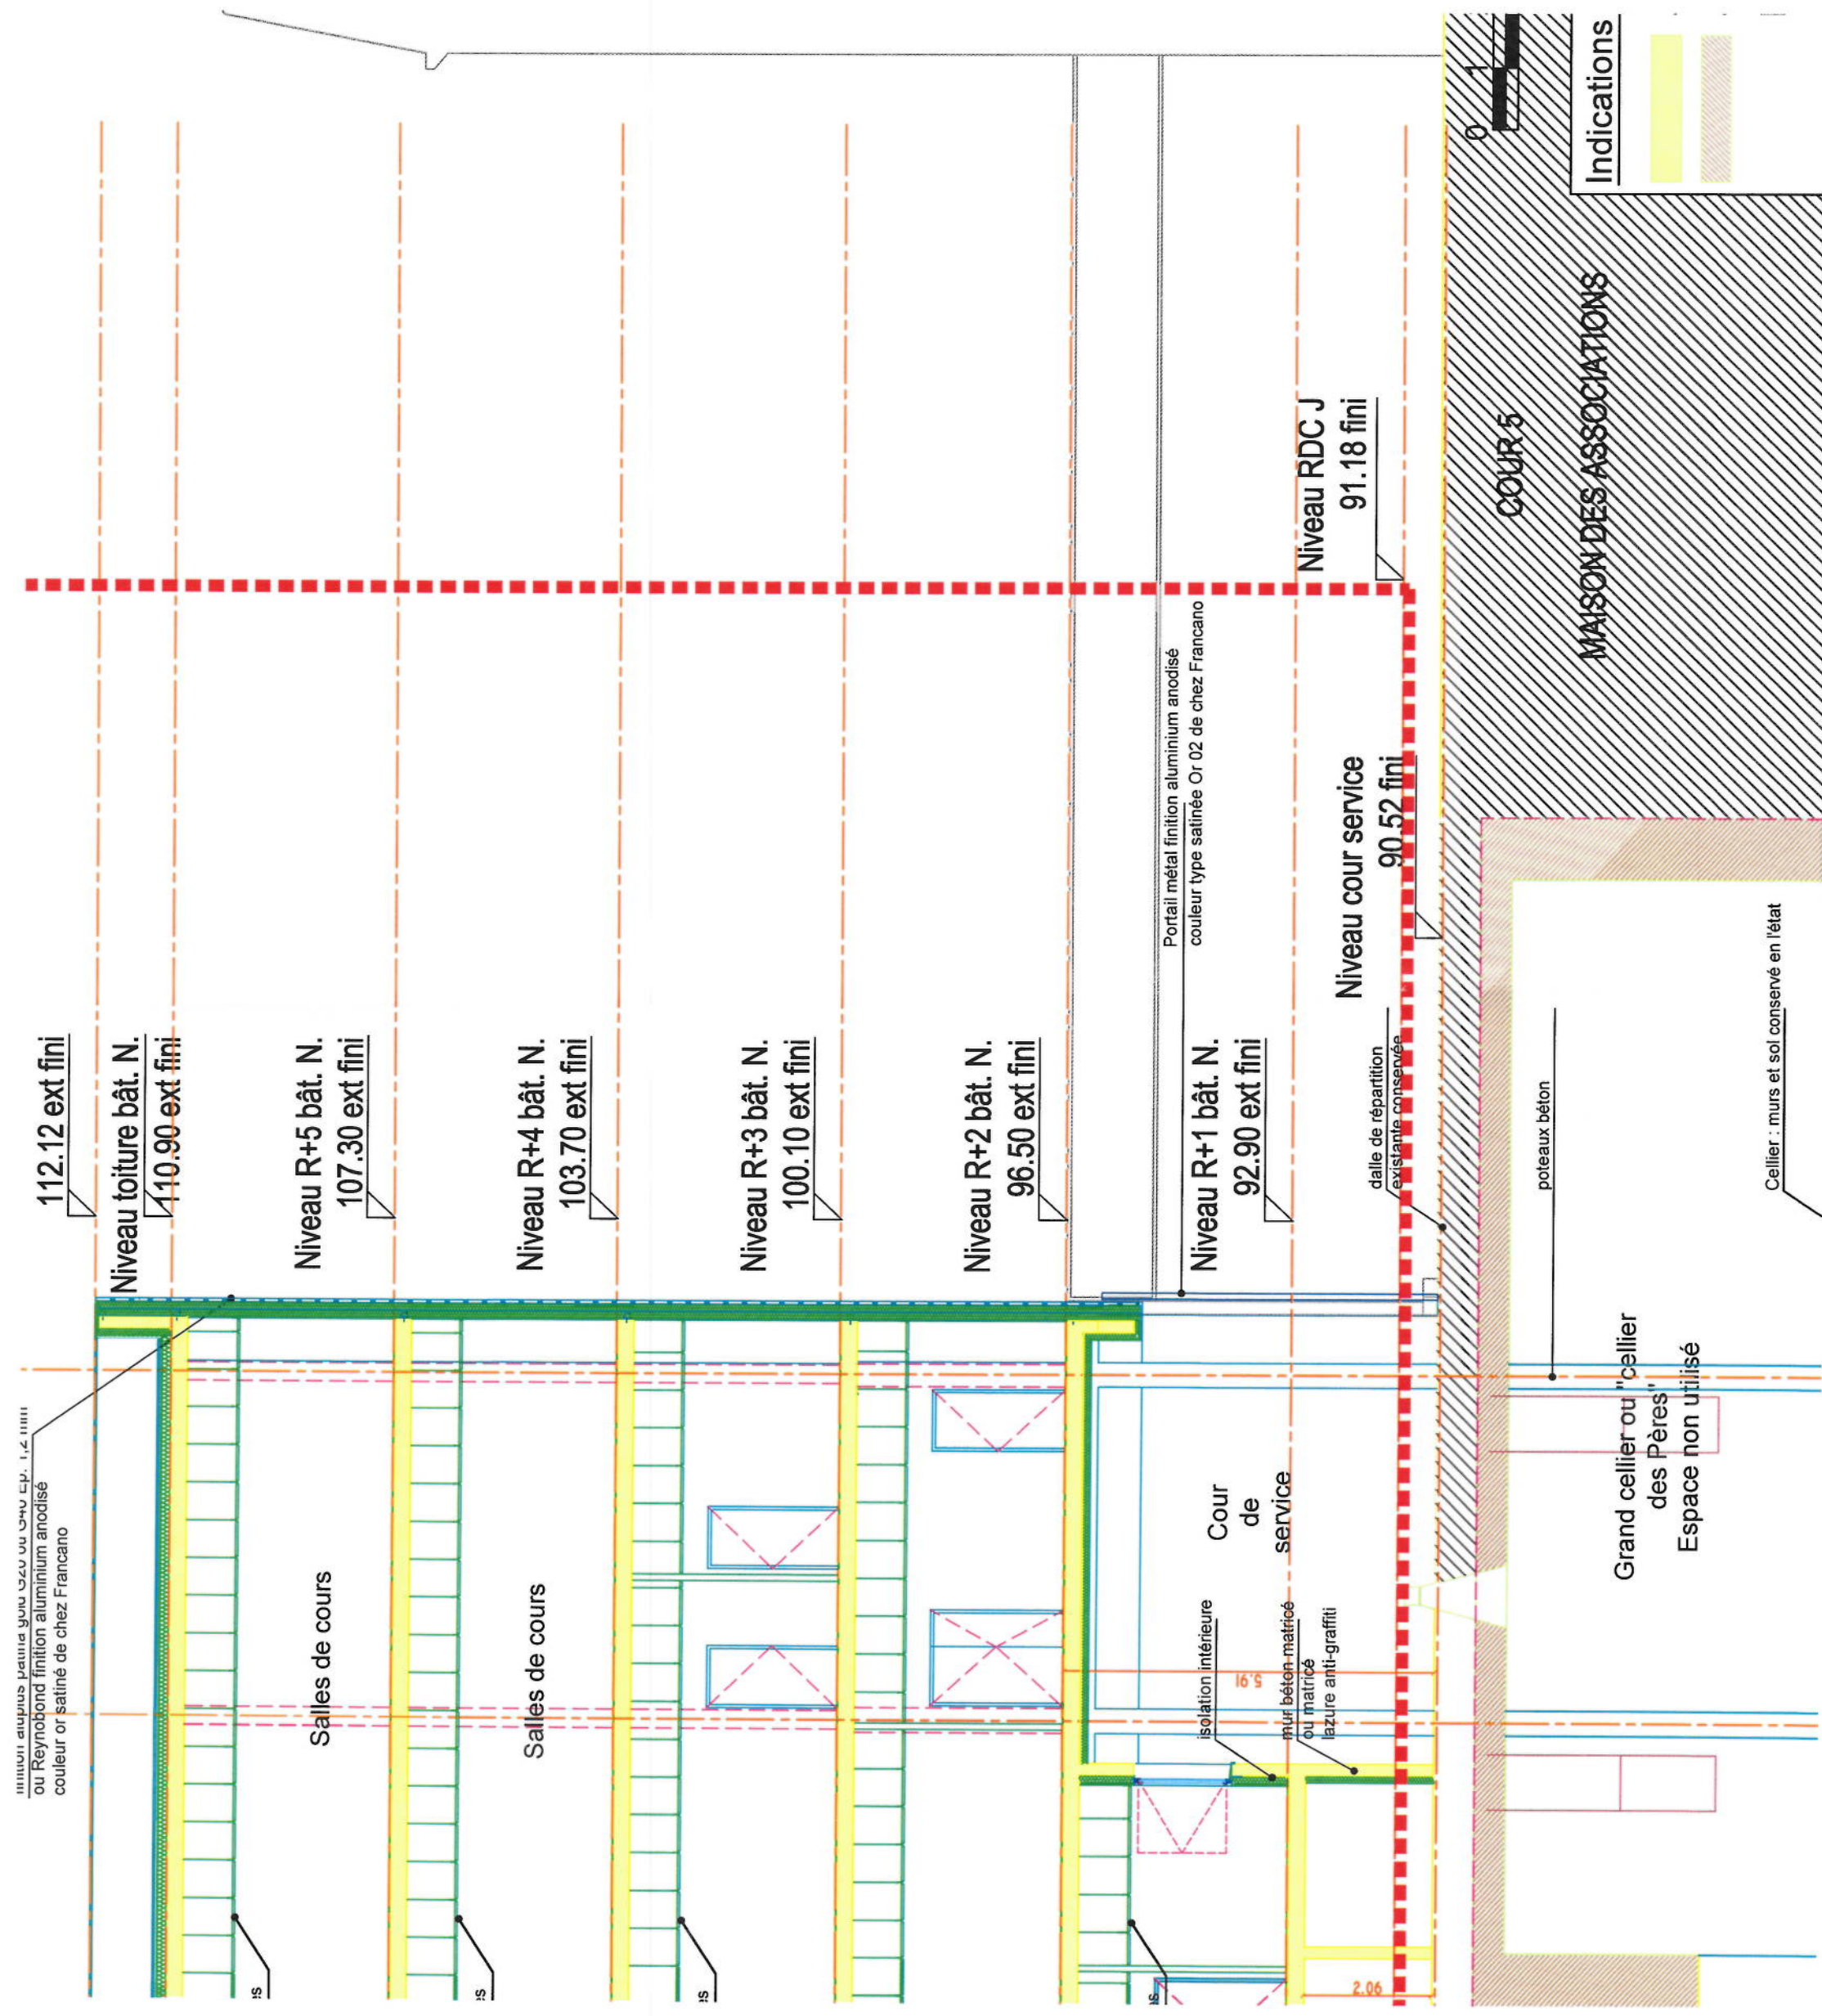 112.12 ext fini
Niveau toiture bât. N.
110.90 ext fini
Niveau R+5 bât. N.
107.30 ext fini
Niveau R+4 bât. N.
103.70 ext fini
Niveau R+3 bât. N.
100.10 ext fini
Niveau R+2 bât. N.
96.50 ext fini
Niveau R+1 bât. N.
92.90 ext fini
ou Reynobond finition aluminium anodisé
couleur or satiné de chez Francano
Salles de cours
Salles de cours
Portail métal finition aluminium anodisé
couleur type satinée Or 02 de chez Francano
Niveau RDC J
91.18 fini
Niveau cour service
90.52 fini
dalle de répartition
existante conservée
Cour
de
service
isolation intérieure
mur béton matricé
ou matricé
lazure anti-graffiti
5.91
2.06
poteaux béton
Grand cellier ou "cellier
des Pères"
Espace non utilisé
Cellier : murs et sol conservé en l'état
COUR 5
MAISON DES ASSOCIATIONS
0 1
Indications